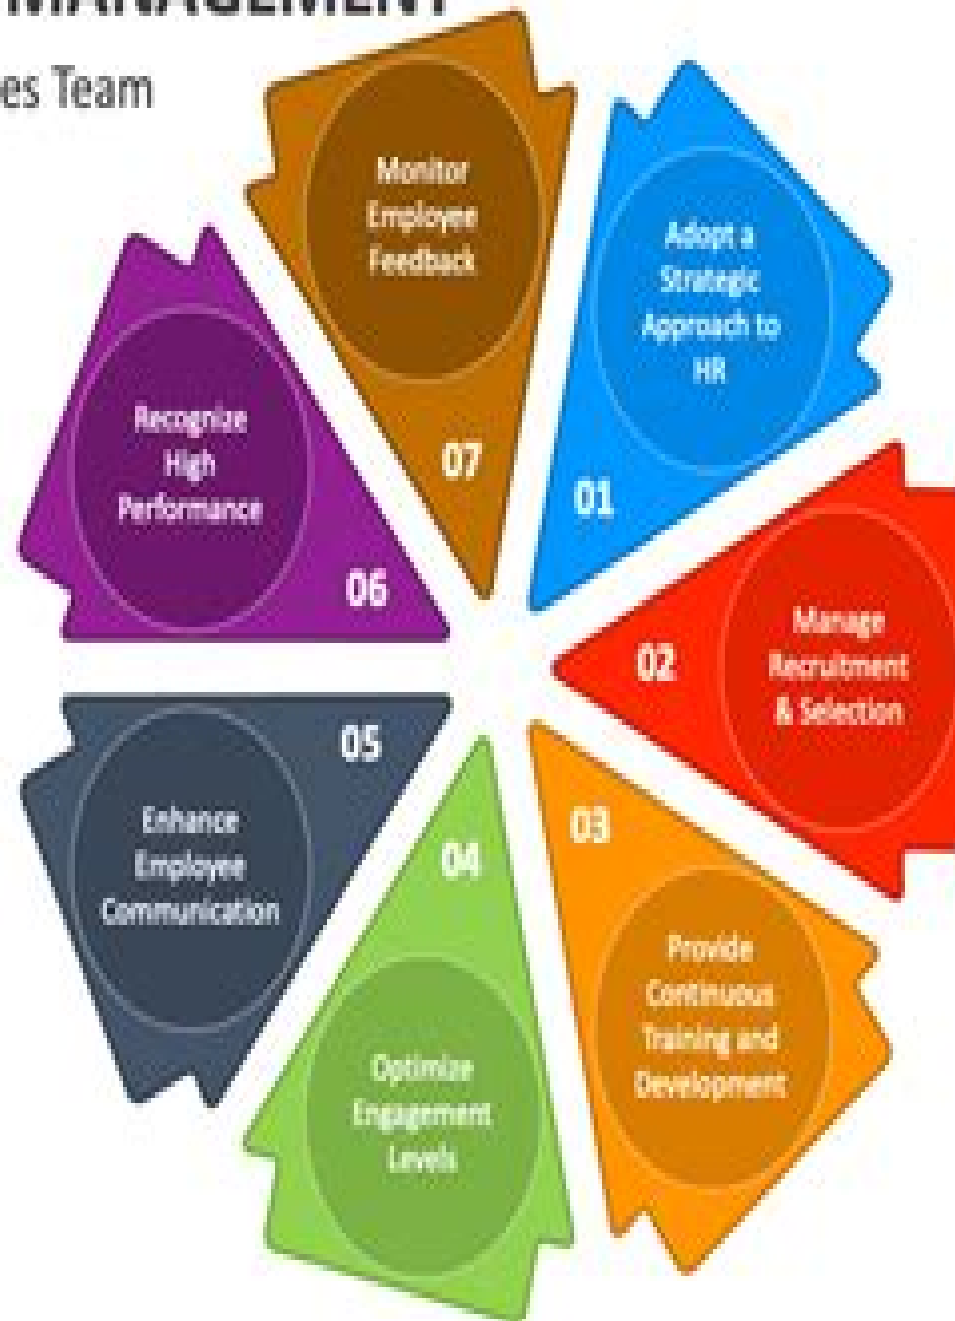 MANAGEMENT
es Team
Adopt a
Strategic
Approach to
HR
01
Manage
Recruitment
& Selection
02
Provide
Continuous
Training and
Development
03
Optimize
Engagement
Levels
04
Enhance
Employee
Communication
05
Recognize
High
Performance
06
Monitor
Employee
Feedback
07